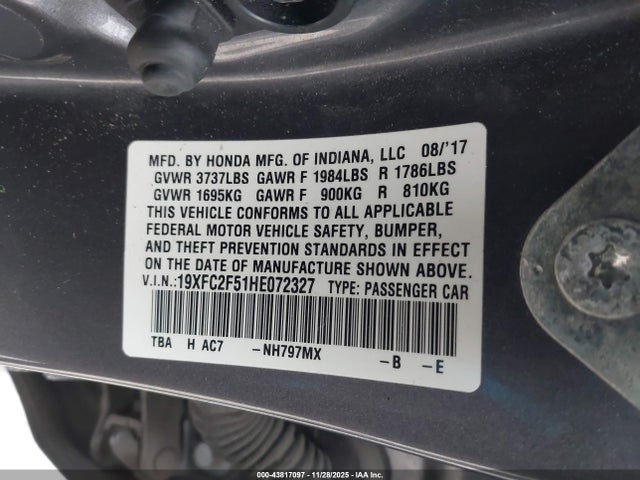 MFD. BY HONDA MFG. OF INDIANA, LLC 08/'17
GVWR 3737LBS GAWR F 1984LBS R 1786LBS
GVWR 1695KG GAWR F 900KG R 810KG
THIS VEHICLE CONFORMS TO ALL APPLICABLE
FEDERAL MOTOR VEHICLE SAFETY, BUMPER,
AND THEFT PREVENTION STANDARDS IN EFFECT
ON THE DATE OF MANUFACTURE SHOWN ABOVE.
V.I.N.:19XFC2F51HE072327 TYPE: PASSENGER CAR
TBA H AC7 -NH797MX -B -E
000-43817097 | 11/28/2025 - IAA Corp.